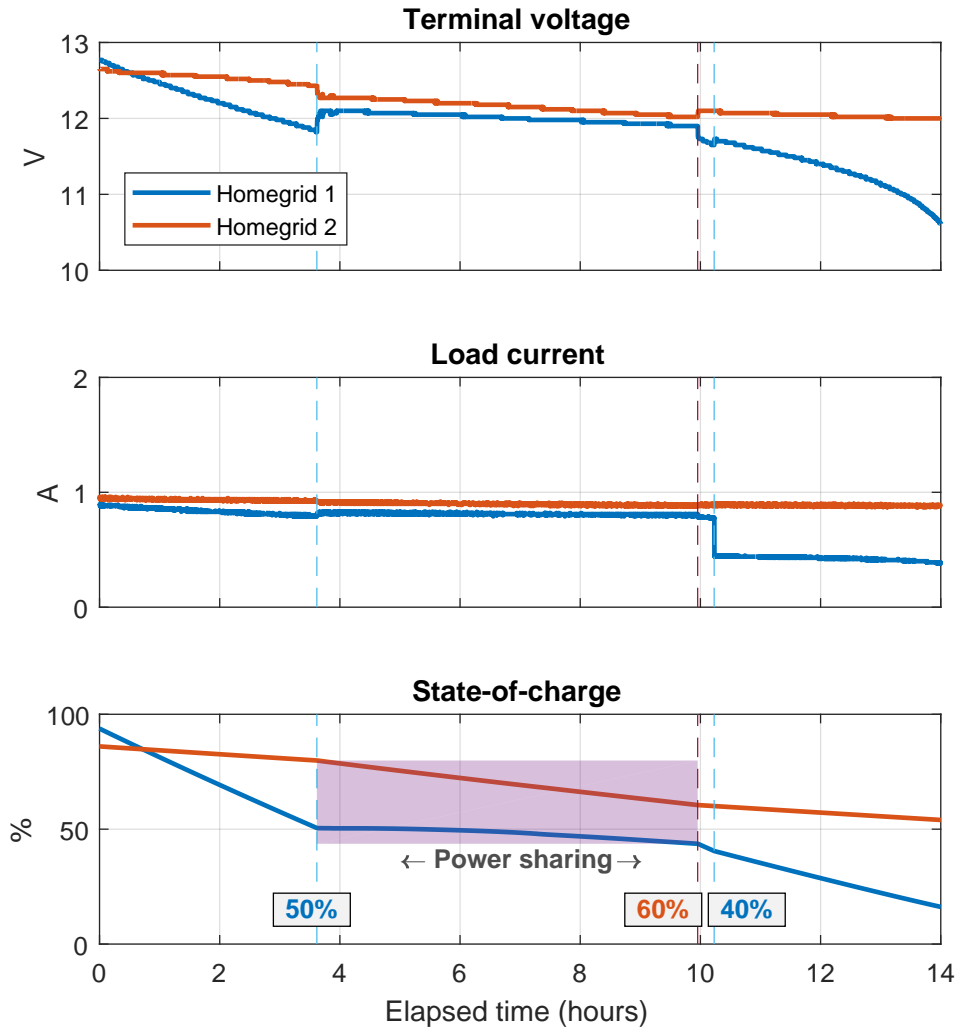 Terminal voltage
13
12
11
10
V
Homegrid 1
Homegrid 2
Load current
2
1
0
A
State-of-charge
100
50
0
%
← Power sharing →
50%
60%
40%
0 2 4 6 8 10 12 14
Elapsed time (hours)